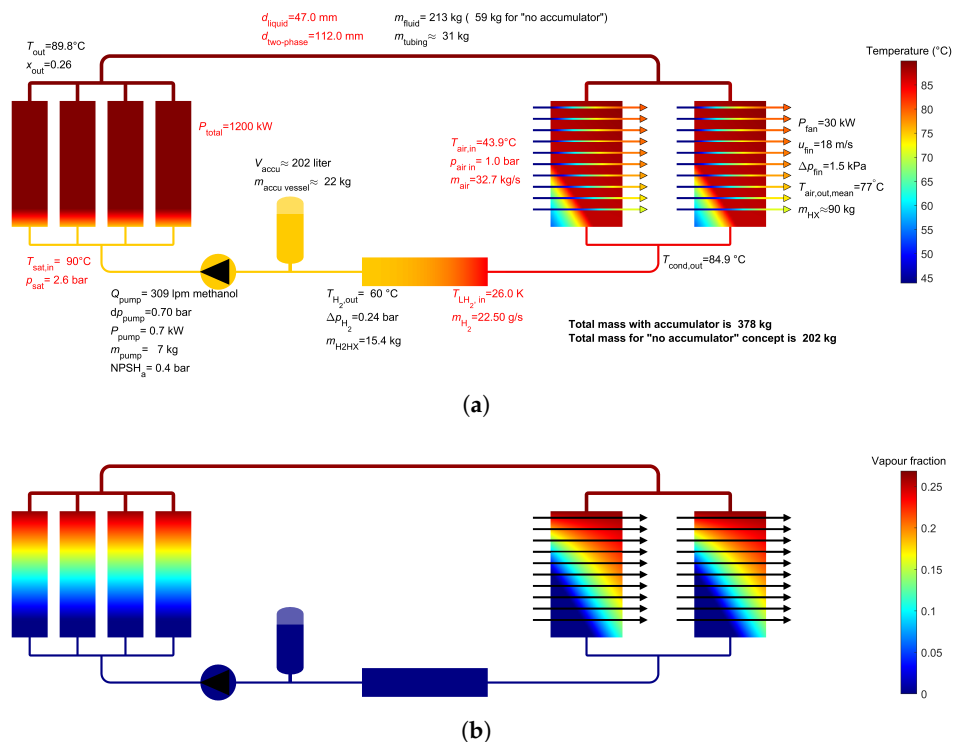 d_liquid=47.0 mm
d_two-phase=112.0 mm
m_fluid = 213 kg ( 59 kg for "no accumulator")
m_tubing≈ 31 kg
T_out=89.8°C
x_out=0.26
P_total=1200 kW
V_accu≈ 202 liter
m_accu vessel≈ 22 kg
T_air,in=43.9°C
p_air in= 1.0 bar
m_air=32.7 kg/s
P_fan=30 kW
u_fin=18 m/s
Δp_fin=1.5 kPa
T_air,out,mean=77°C
m_HX≈90 kg
Temperature (°C)
85
80
75
70
65
60
55
50
45
T_sat,in= 90°C
p_sat= 2.6 bar
T_cond,out=84.9 °C
Q_pump= 309 lpm methanol
dp_pump=0.70 bar
P_pump= 0.7 kW
m_pump= 7 kg
NPSH_a= 0.4 bar
T_H2,out= 60 °C
Δp_H2=0.24 bar
m_H2HX=15.4 kg
T_LH2, in=26.0 K
m_H2=22.50 g/s
Total mass with accumulator is 378 kg
Total mass for "no accumulator" concept is 202 kg
(a)
Vapour fraction
0.25
0.2
0.15
0.1
0.05
0
(b)